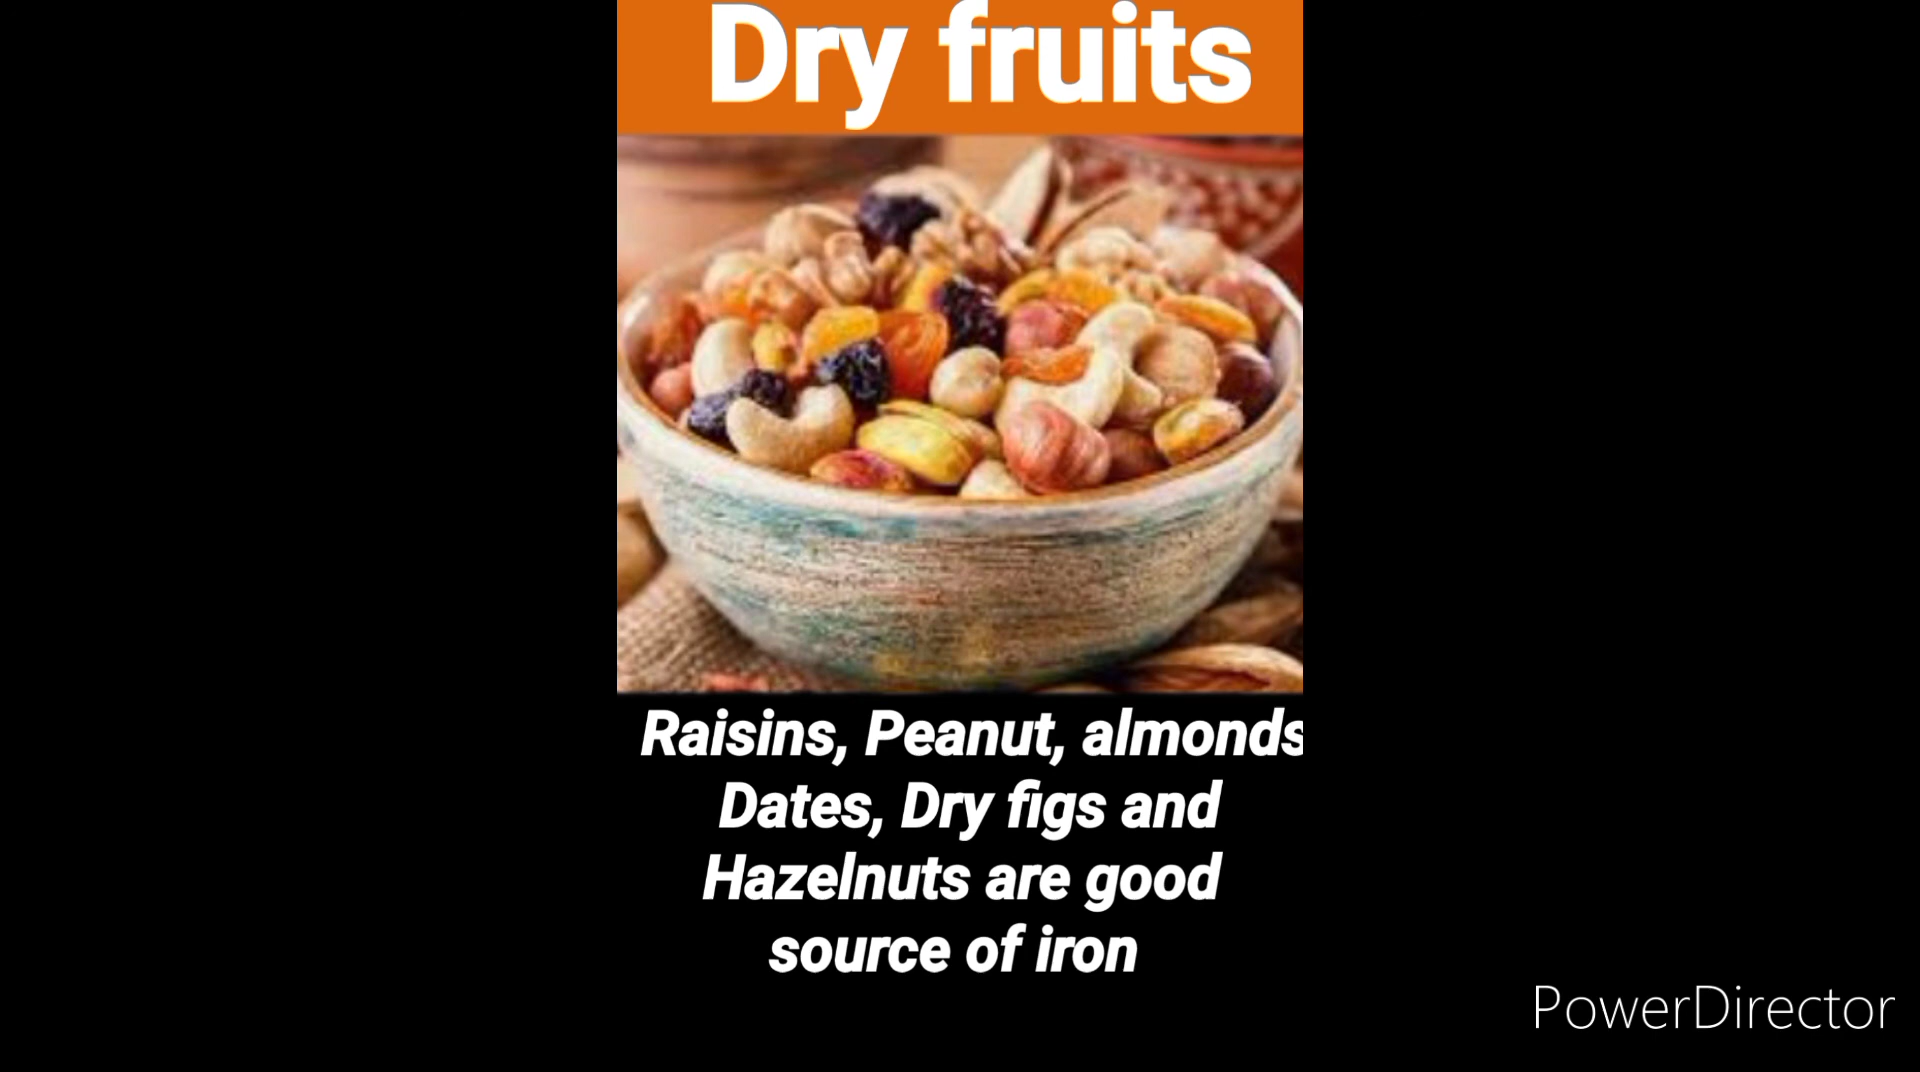 Dry fruits
Raisins, Peanut, almonds
Dates, Dry figs and
Hazelnuts are good
source of iron
PowerDirector